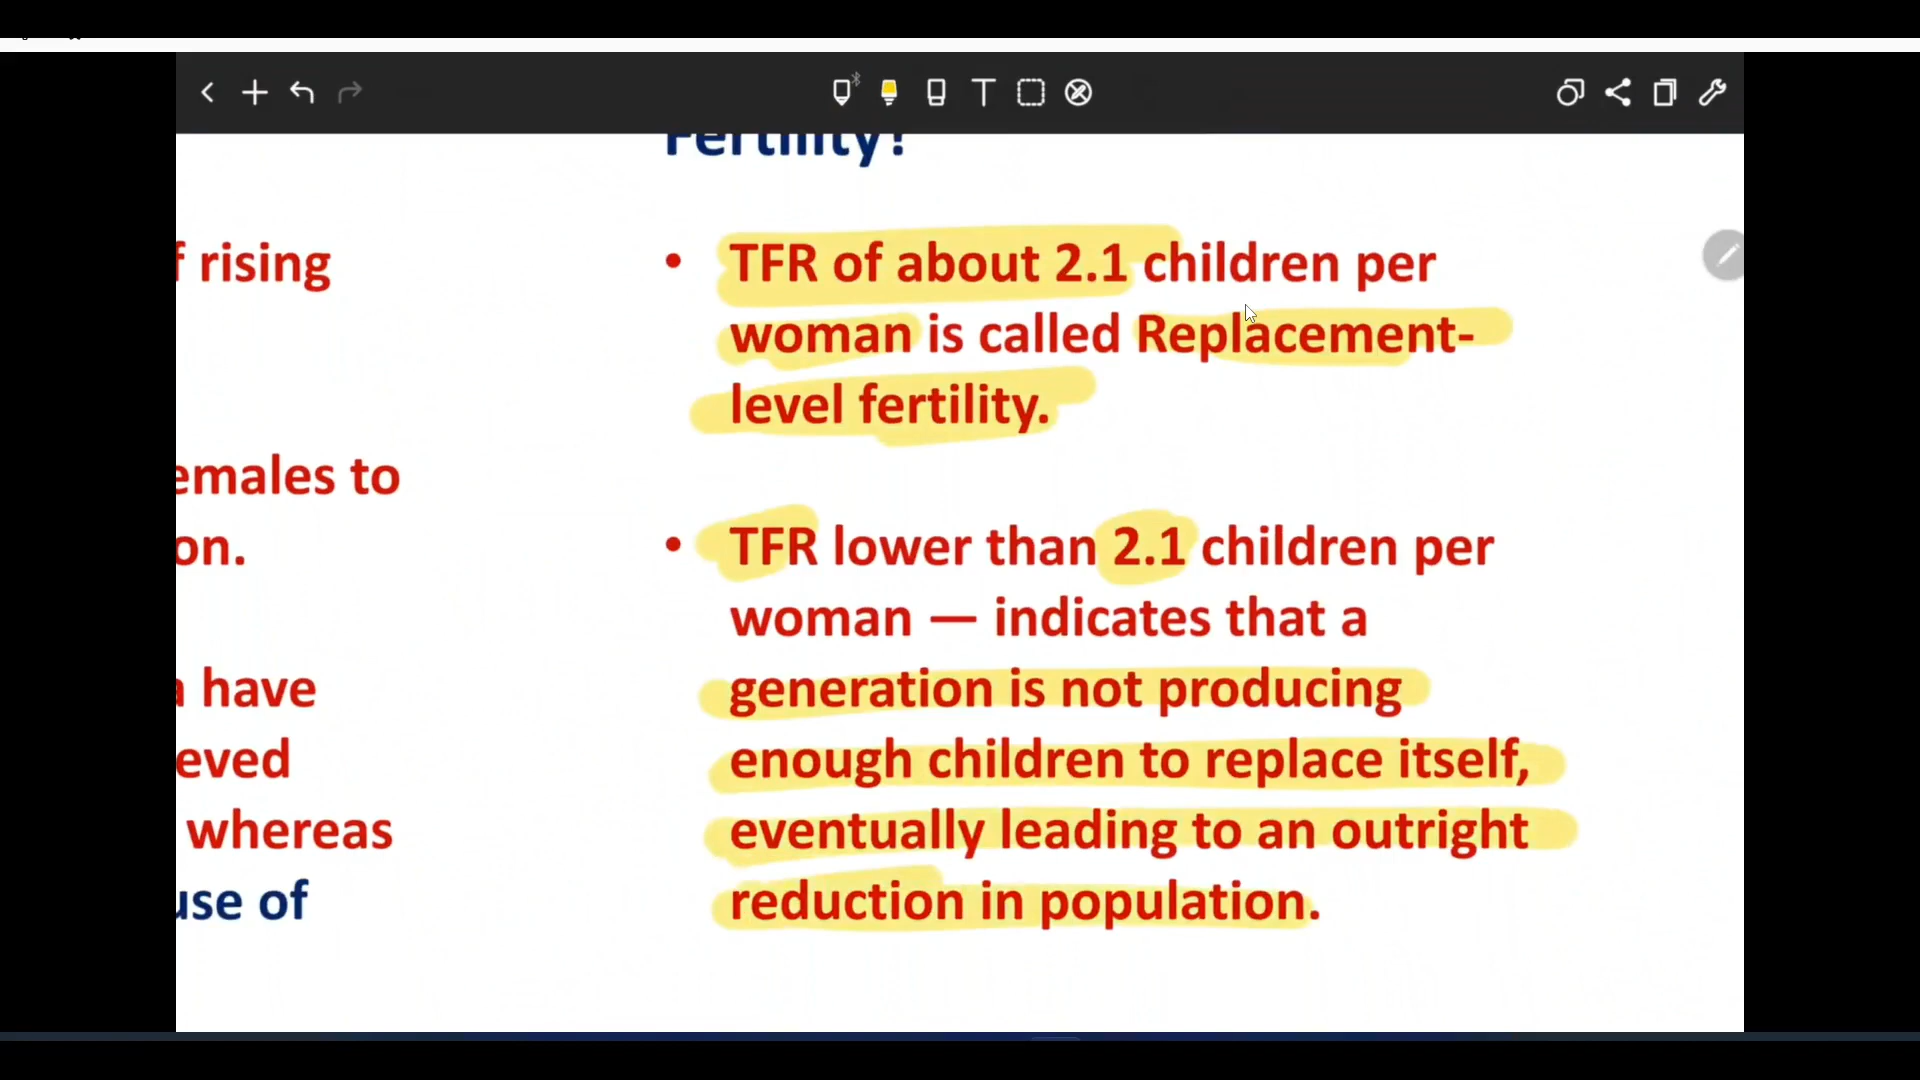 Fertility?
rising
emales to
on.
have
eved
whereas
use of
• TFR of about 2.1 children per
woman is called Replacement-
level fertility.
• TFR lower than 2.1 children per
woman — indicates that a
generation is not producing
enough children to replace itself,
eventually leading to an outright
reduction in population.